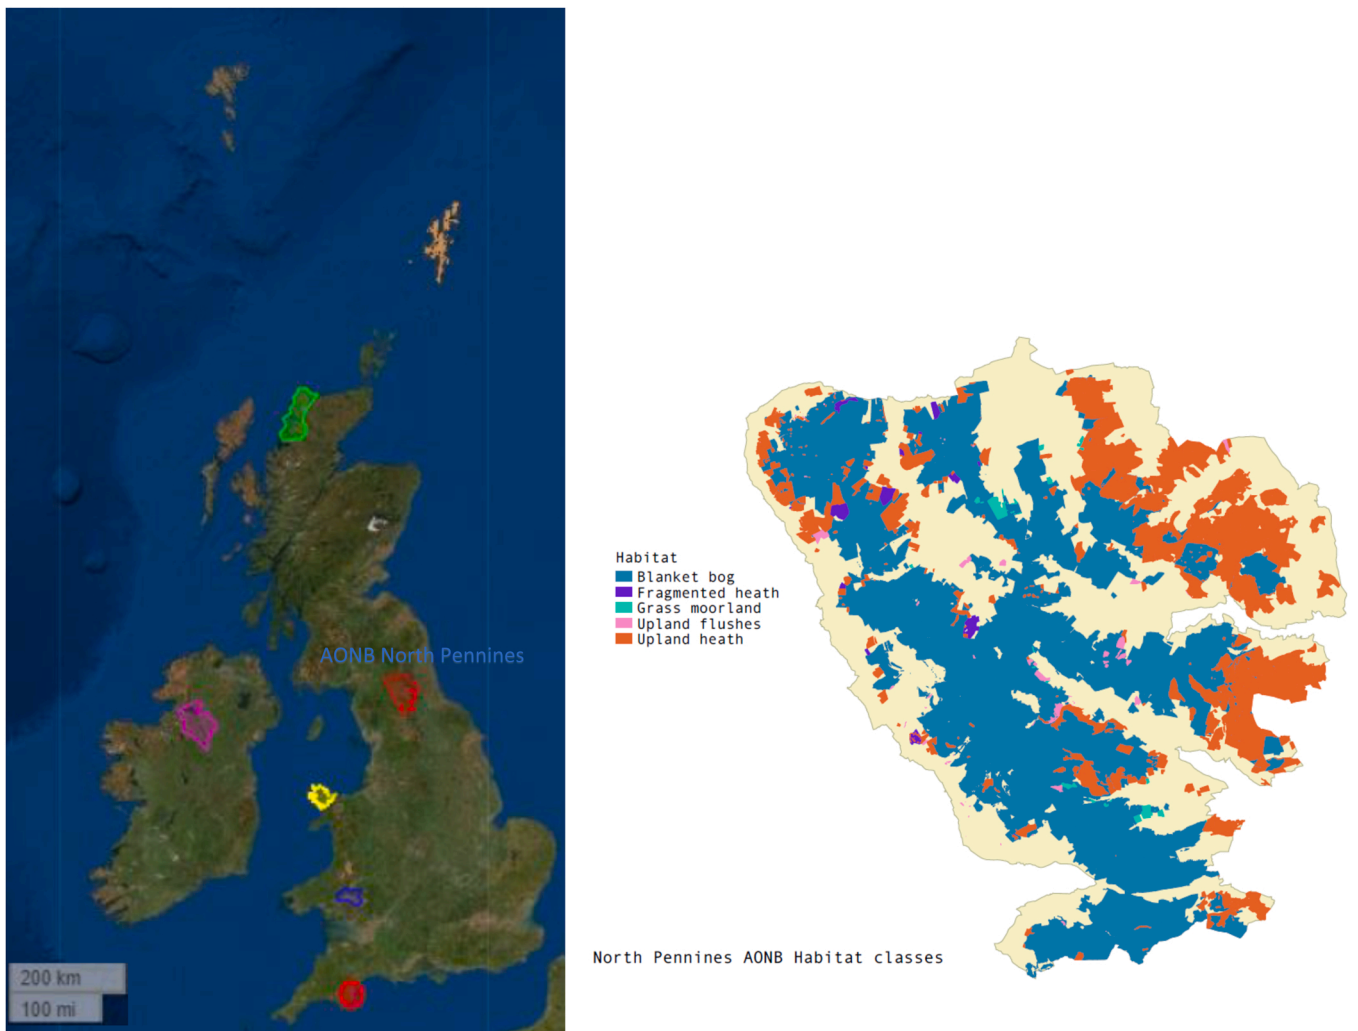 AONB North Pennines
200 km
100 mi
Habitat
Blanket bog
Fragmented heath
Grass moorland
Upland flushes
Upland heath
North Pennines AONB Habitat classes